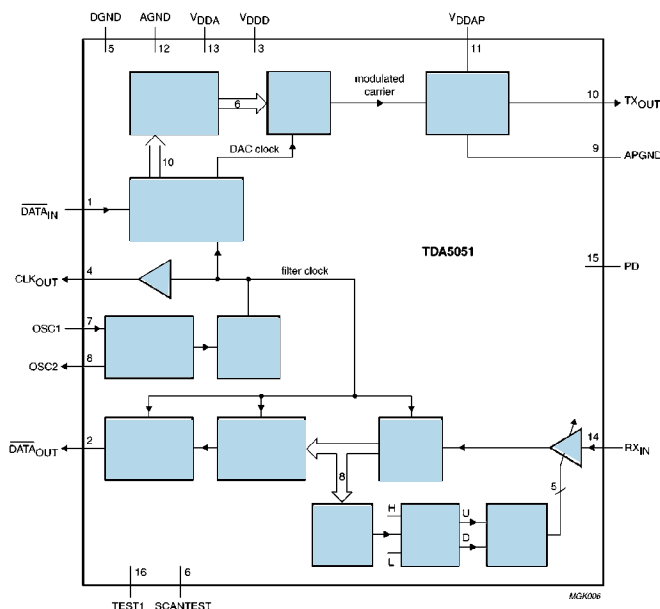 DGND AGND VDDA VDDD VDDAP
5 12 13 3 11
modulated
carrier
6
10 TXOUT
DAC clock
10
9 APGND
1
DATAIN
TDA5051
15 PD
4
CLKOUT
filter clock
7
OSC1
8
OSC2
2
DATAOUT
14 RXIN
8
5
H U
D
L
16 6
TEST1 SCANTEST
MGK006